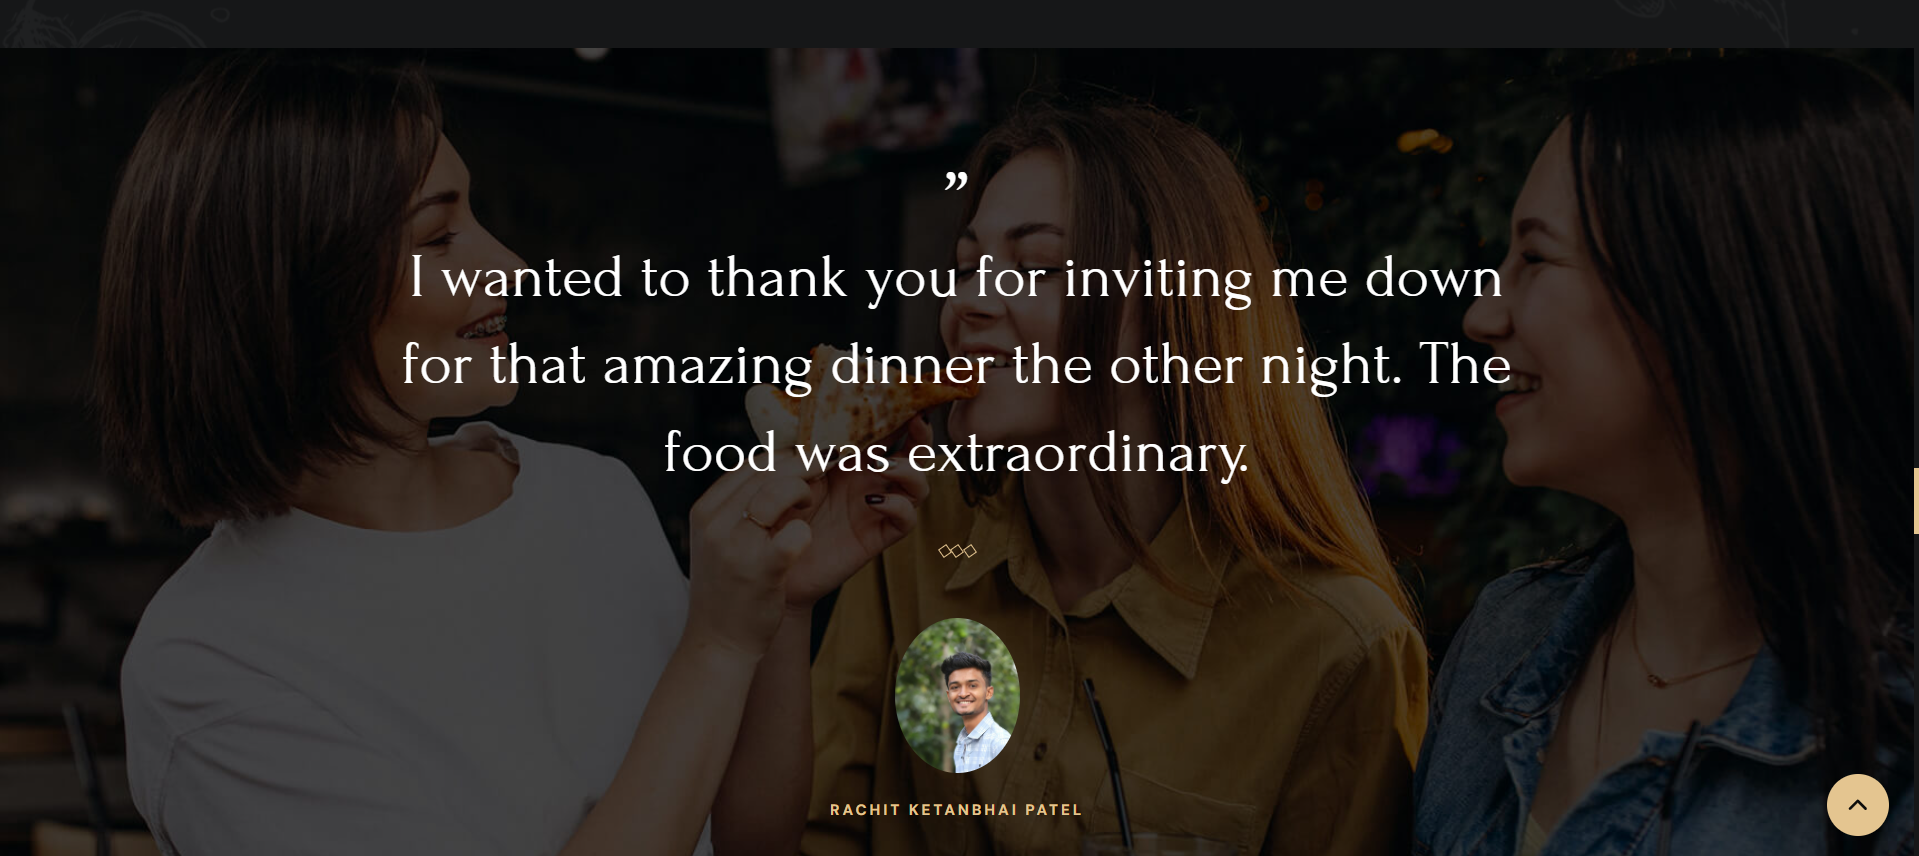 ”
I wanted to thank you for inviting me down
for that amazing dinner the other night. The
food was extraordinary.
RACHIT KETANBHAI PATEL